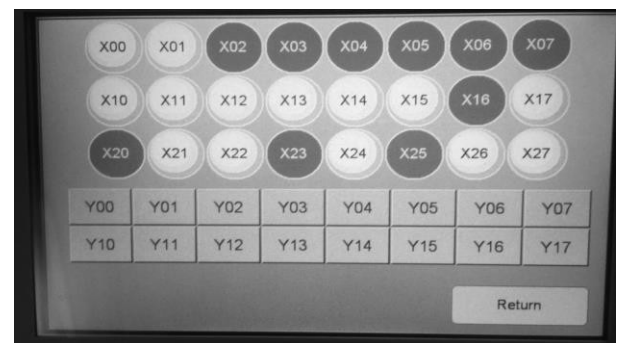 X00 X01 X02 X03 X04 X05 X06 X07
X10 X11 X12 X13 X14 X15 X16 X17
X20 X21 X22 X23 X24 X25 X26 X27
Y00 Y01 Y02 Y03 Y04 Y05 Y06 Y07
Y10 Y11 Y12 Y13 Y14 Y15 Y16 Y17
Return